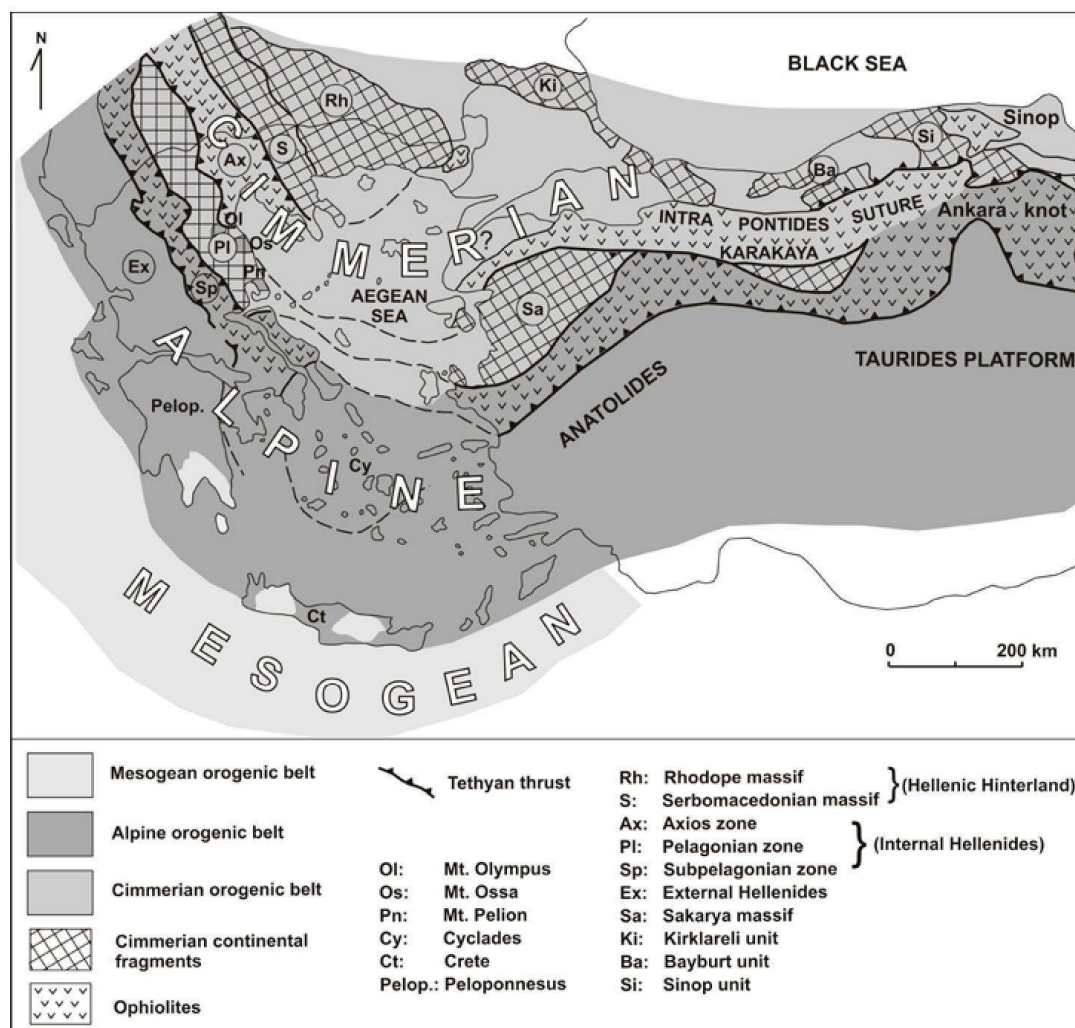 N
BLACK SEA
Ki
Rh
Sinop
Si
S
Ax
Ba
CIMMERIAN
INTRA PONTIDES SUTURE
Ankara knot
Ol
Pl
Os
?
KARAKAYA
Ex
Pn
Sp
AEGEAN
SEA
Sa
TAURIDES PLATFORM
ANATOLIDES
ALPINE
Pelop.
Cy
Ct
MESOGEAN
0 200 km
Mesogean orogenic belt
Alpine orogenic belt
Cimmerian orogenic belt
Cimmerian continental
fragments
Ophiolites
Tethyan thrust
Ol: Mt. Olympus
Os: Mt. Ossa
Pn: Mt. Pelion
Cy: Cyclades
Ct: Crete
Pelop.: Peloponnesus
Rh: Rhodope massif
S: Serbomacedonian massif
} (Hellenic Hinterland)
Ax: Axios zone
Pl: Pelagonian zone
Sp: Subpelagonian zone
} (Internal Hellenides)
Ex: External Hellenides
Sa: Sakarya massif
Ki: Kirklareli unit
Ba: Bayburt unit
Si: Sinop unit